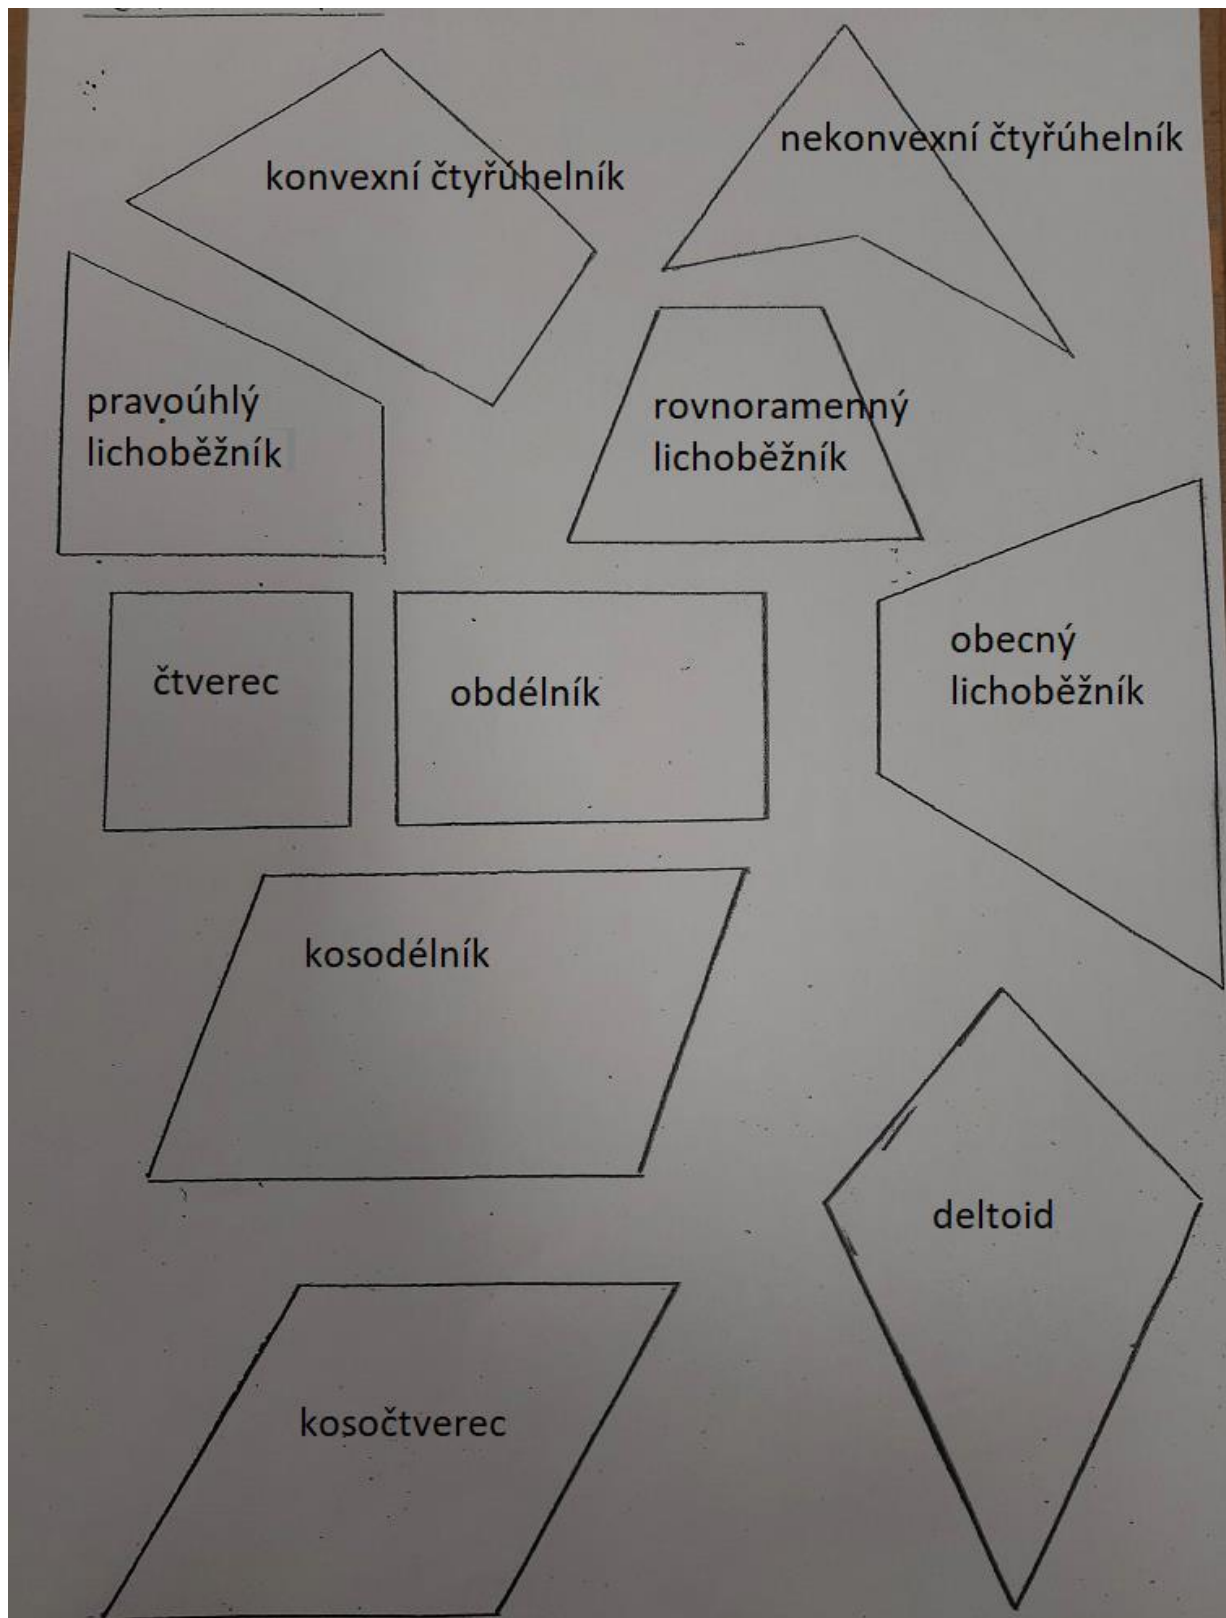 konvexní čtyřúhelník
nekonvexní čtyřúhelník
pravoúhlý
lichoběžník
rovnoramenný
lichoběžník
čtverec
obdélník
obecný
lichoběžník
kosodélník
deltoid
kosočtverec